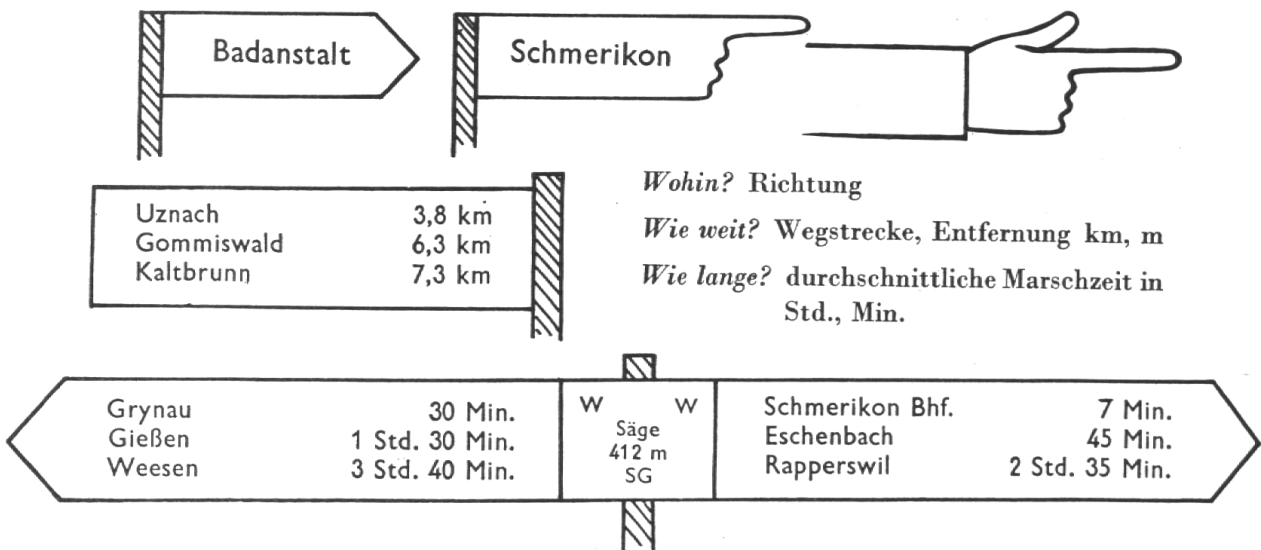 Badanstalt
Schmerikon
Wohin? Richtung
Wie weit? Wegstrecke, Entfernung km, m
Wie lange? durchschnittliche Marschzeit in
Std., Min.
Uznach 3,8 km
Gommiswald 6,3 km
Kaltbrunn 7,3 km
Grynau 30 Min.
Gießen 1 Std. 30 Min.
Weesen 3 Std. 40 Min.
W W
Säge
412 m
SG
Schmerikon Bhf. 7 Min.
Eschenbach 45 Min.
Rapperswil 2 Std. 35 Min.